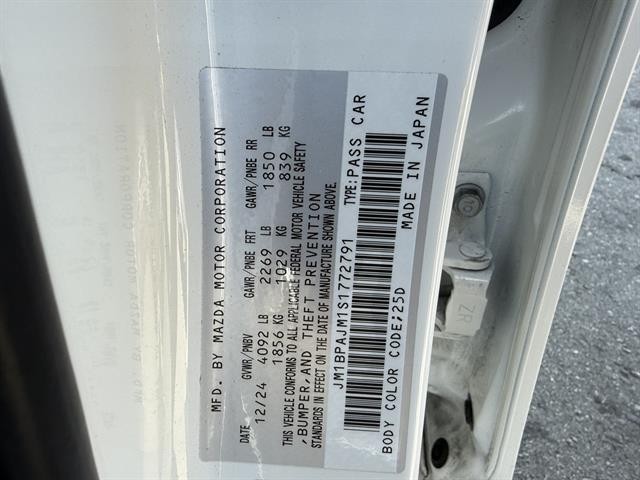 MFD. BY MAZDA MOTOR CORPORATION
DATE GVWR/PNBV GAWR/PNBE FRT GAWR/PNBE RR
12/24 4092 LB 2269 LB 1850 LB
1856 KG 1029 KG 839 KG
THIS VEHICLE CONFORMS TO ALL APPLICABLE FEDERAL MOTOR VEHICLE SAFETY
,BUMPER,AND THEFT PREVENTION
STANDARDS IN EFFECT ON THE DATE OF MANUFACTURE SHOWN ABOVE.
JM1BPAJM1S1772791 TYPE:PASS CAR
BODY COLOR CODE;25D MADE IN JAPAN
ZR